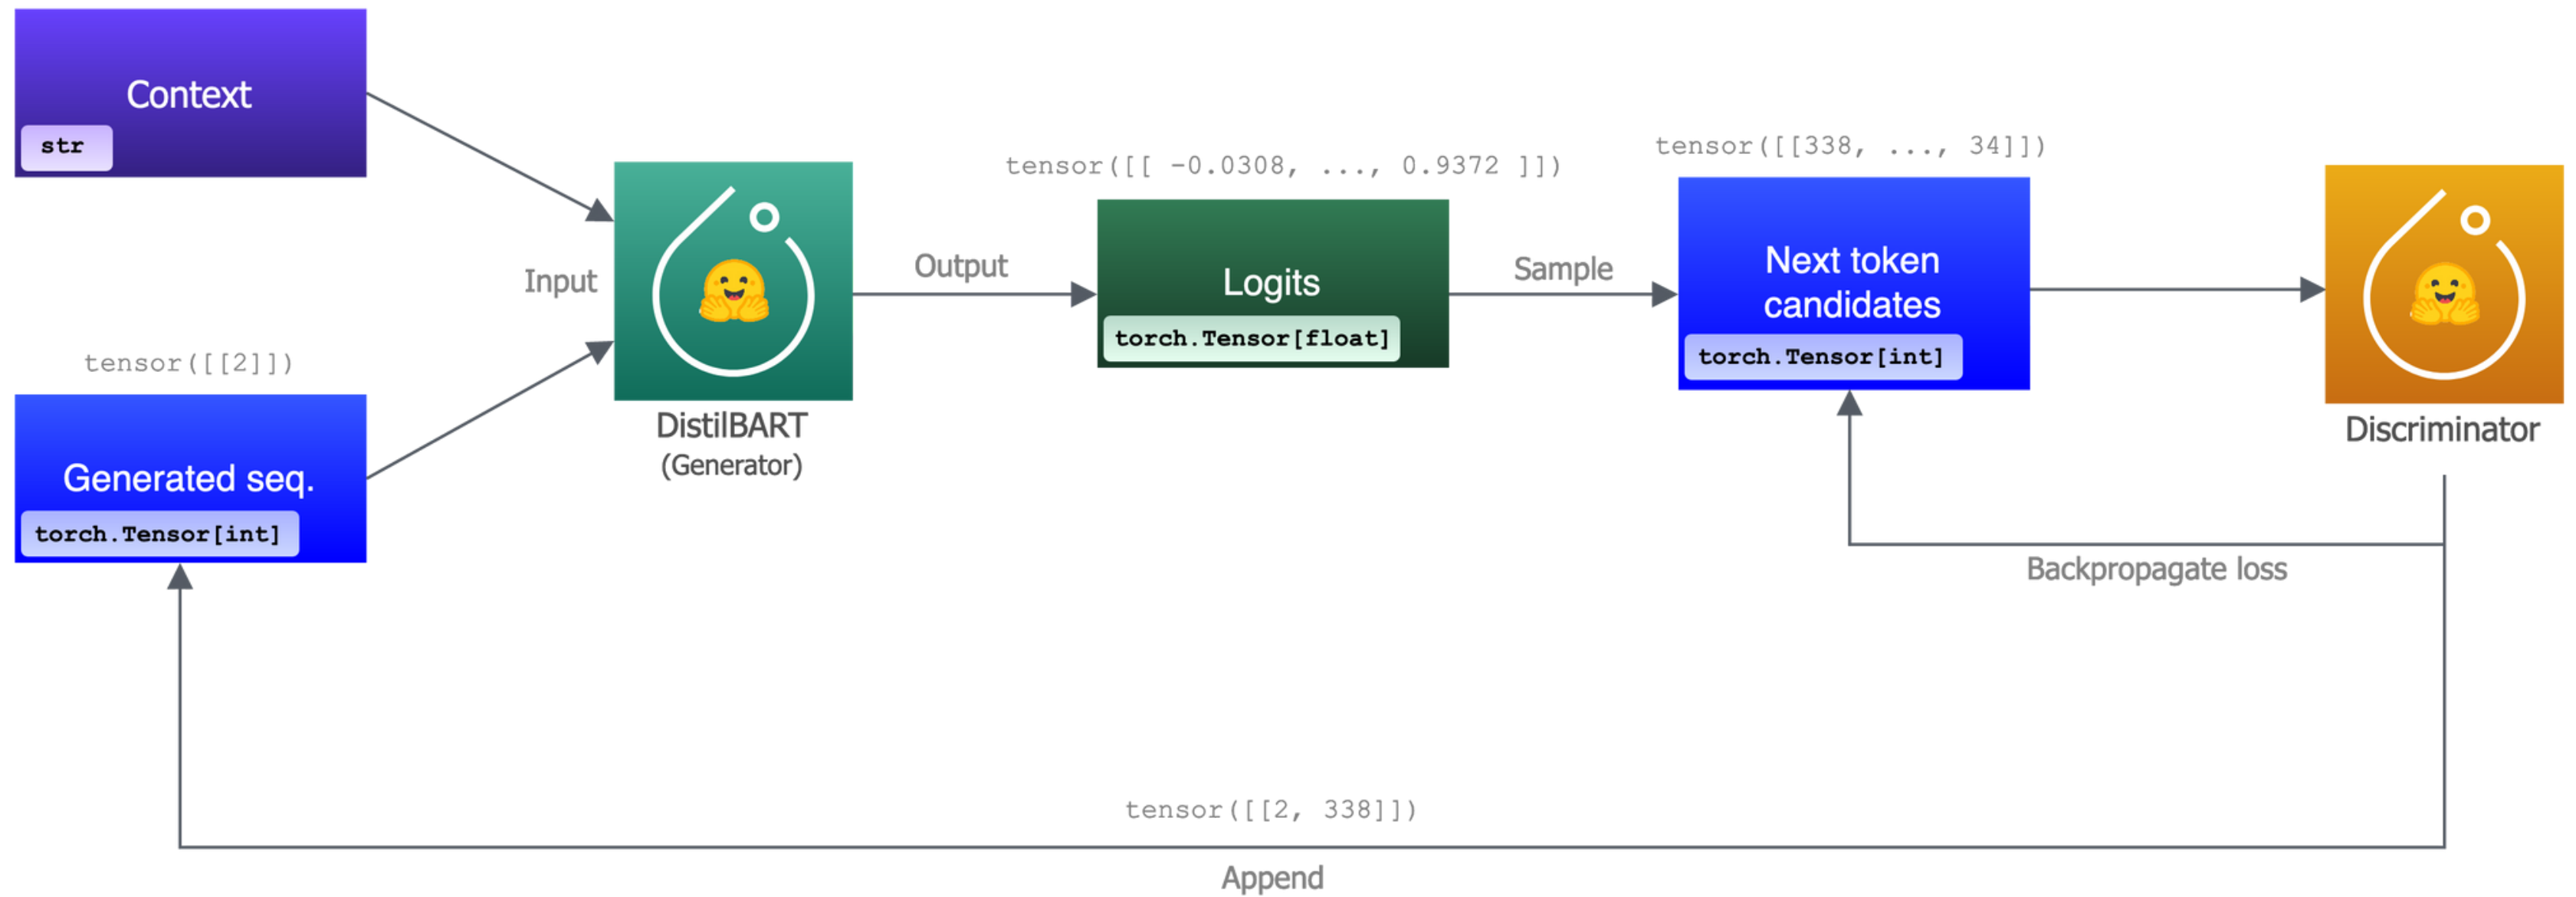 Context
str
Input
tensor([[2]])
Generated seq.
torch.Tensor[int]
DistilBART
(Generator)
Output
tensor([[ -0.0308, ..., 0.9372 ]])
Logits
torch.Tensor[float]
Sample
tensor([[338, ..., 34]])
Next token
candidates
torch.Tensor[int]
Discriminator
Backpropagate loss
tensor([[2, 338]])
Append